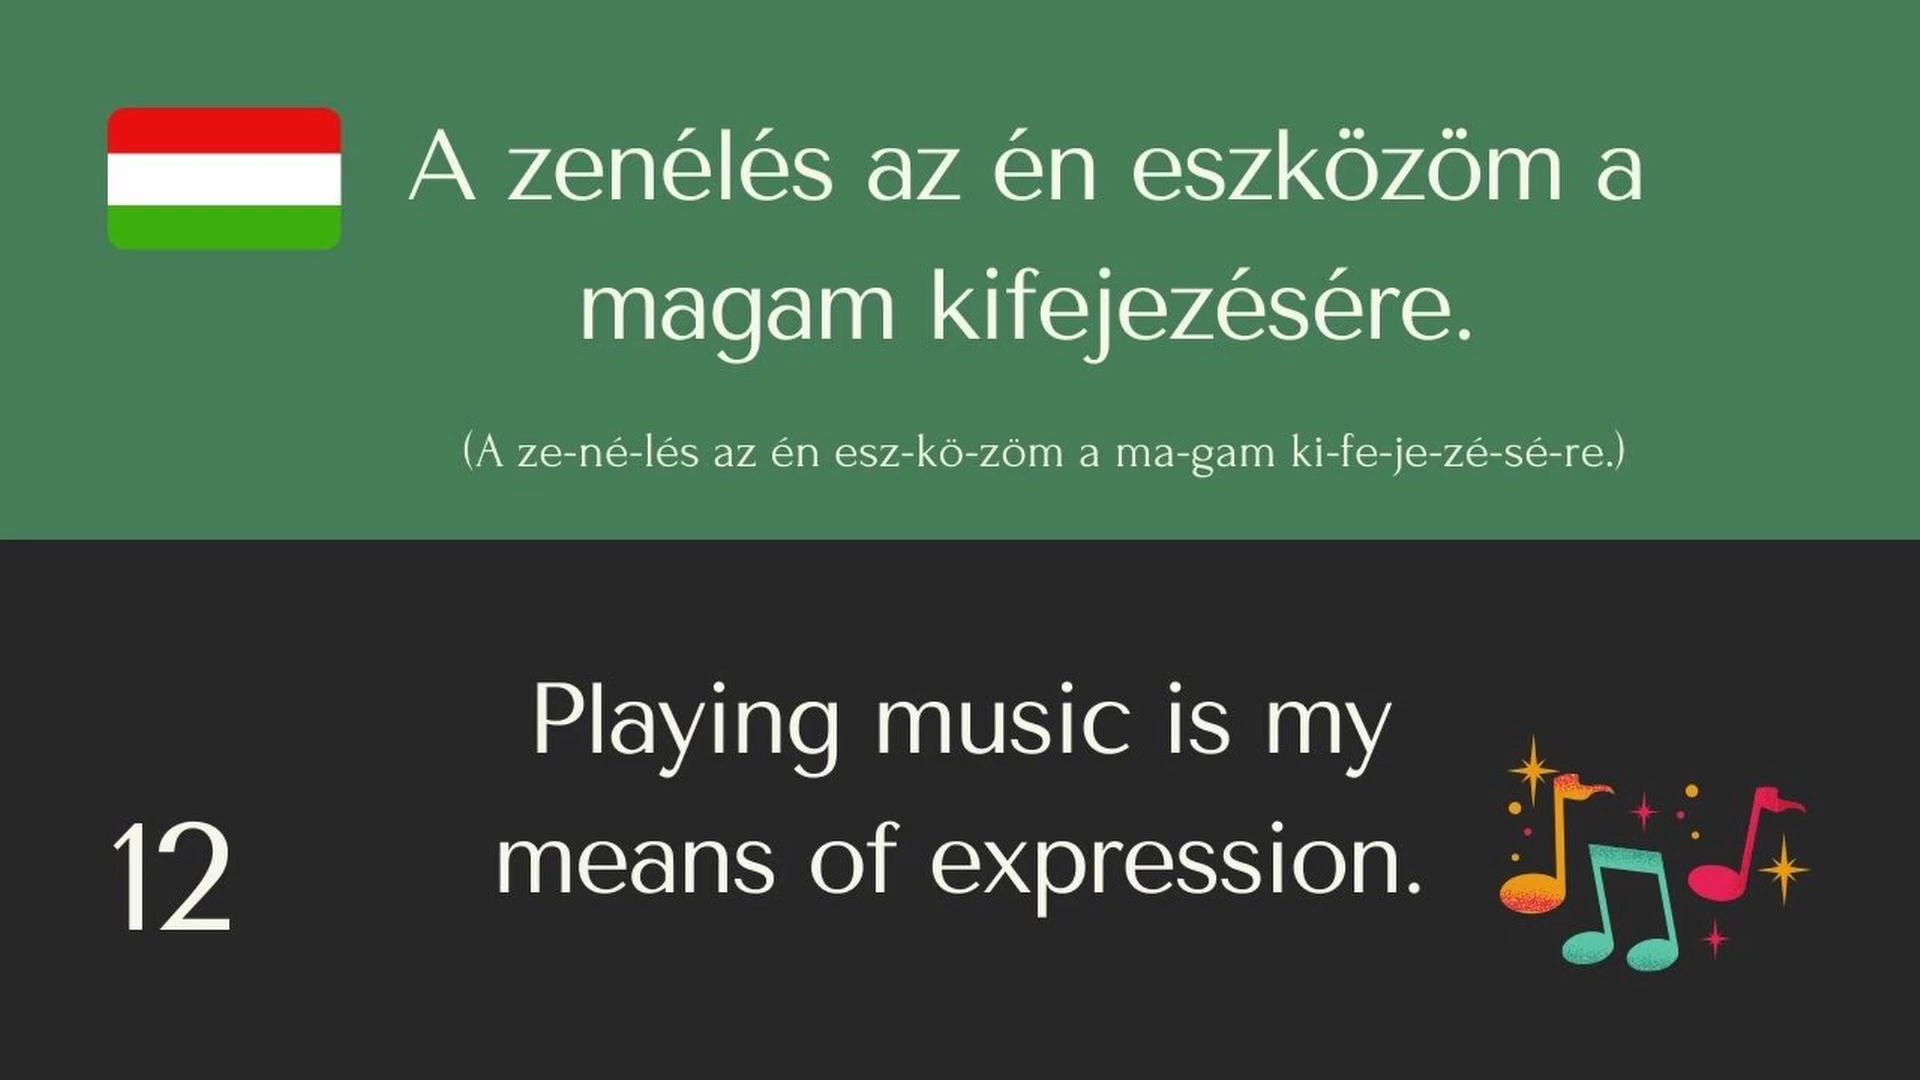 A zenélés az én eszközöm a
magam kifejezésére.
(A ze-né-lés az én esz-kö-zöm a ma-gam ki-fe-je-zé-sé-re.)
Playing music is my
means of expression.
12